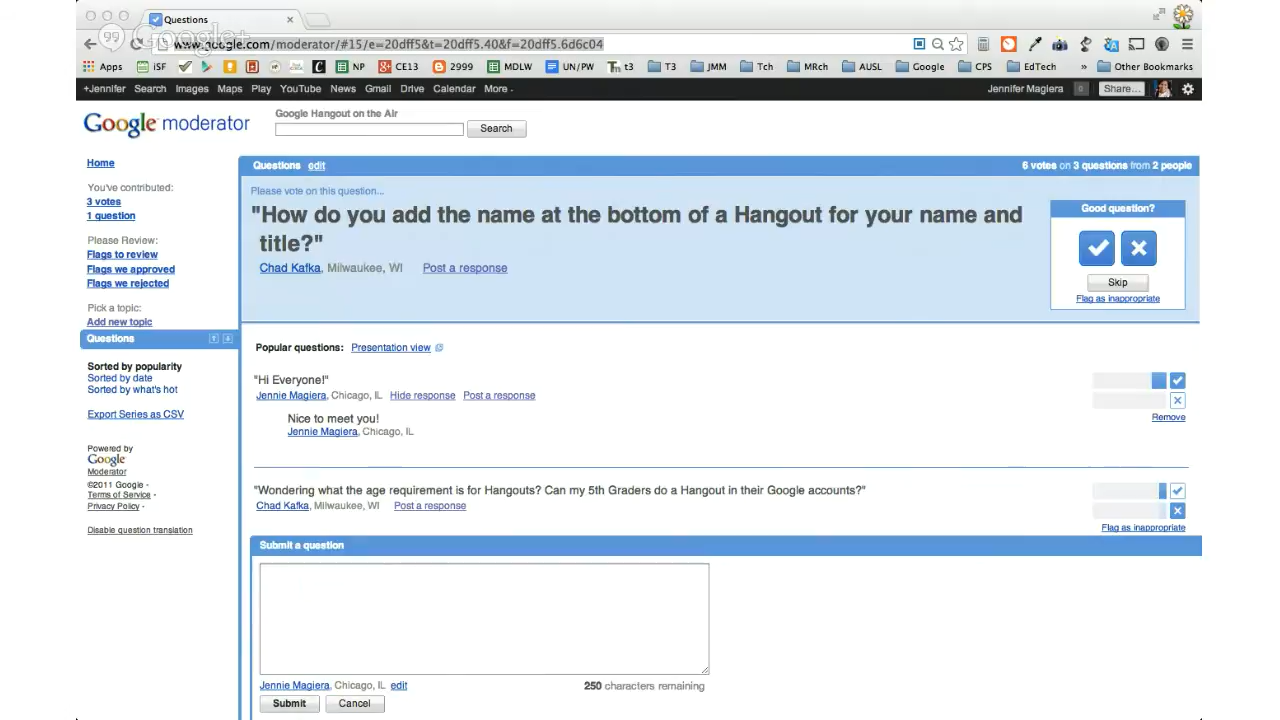 Questions
Google+
www.google.com/moderator/#15/e=20dff5&t=20dff5.40&f=20dff5.6d6c04
Apps iSF NP CE13 2999 MDLW UN/PW t3 T3 JMM Tch MRch AUSL Google CPS EdTech » Other Bookmarks
+Jennifer Search Images Maps Play YouTube News Gmail Drive Calendar More
Jennifer Magiera 0 Share...
Google moderator
Google Hangout on the Air
Search
Home
You've contributed:
3 votes
1 question
Please Review:
Flags to review
Flags we approved
Flags we rejected
Pick a topic:
Add new topic
Questions
Sorted by popularity
Sorted by date
Sorted by what's hot
Export Series as CSV
Powered by
Google
Moderator
©2011 Google -
Terms of Service -
Privacy Policy -
Disable question translation
Questions edit
6 votes on 3 questions from 2 people
Please vote on this question...
"How do you add the name at the bottom of a Hangout for your name and
title?"
Chad Kafka, Milwaukee, WI Post a response
Good question?
Skip
Flag as inappropriate
Popular questions: Presentation view
"Hi Everyone!"
Jennie Magiera, Chicago, IL Hide response Post a response
Nice to meet you!
Jennie Magiera, Chicago, IL
Remove
"Wondering what the age requirement is for Hangouts? Can my 5th Graders do a Hangout in their Google accounts?"
Chad Kafka, Milwaukee, WI Post a response
Flag as inappropriate
Submit a question
Jennie Magiera, Chicago, IL edit
250 characters remaining
Submit Cancel